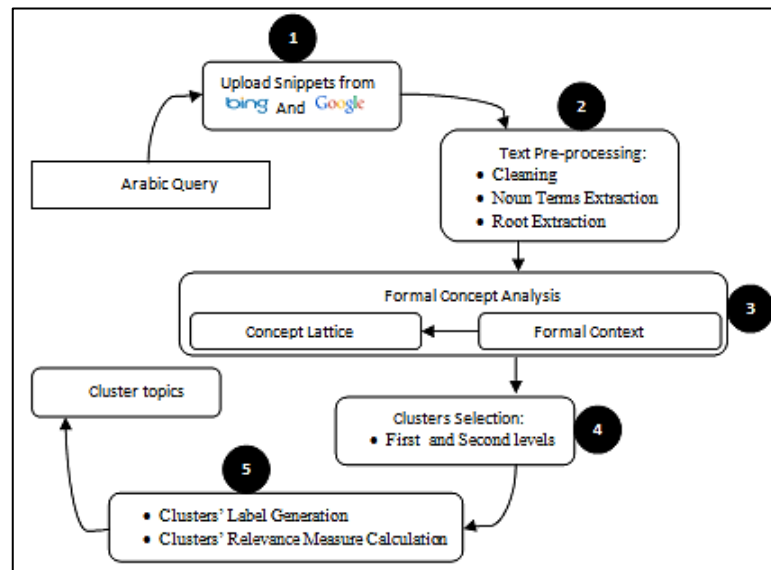 1
Upload Snippets from
bing And Google
Arabic Query
2
Text Pre-processing:
• Cleaning
• Noun Terms Extraction
• Root Extraction
Formal Concept Analysis
3
Concept Lattice
Formal Context
Cluster topics
Clusters Selection:
• First and Second levels
4
5
• Clusters’ Label Generation
• Clusters’ Relevance Measure Calculation